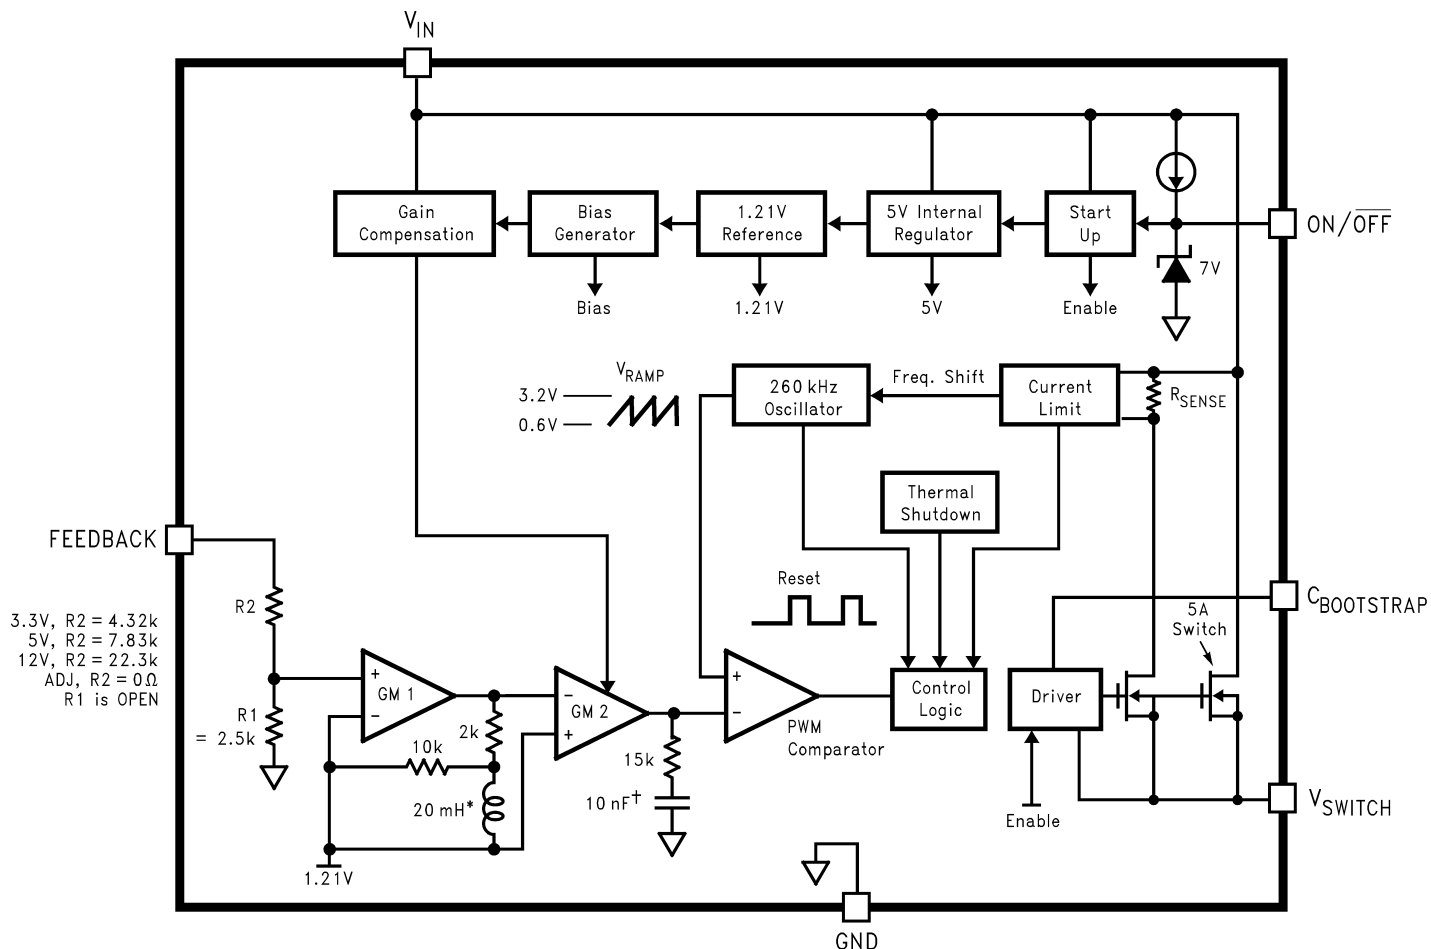 VIN
Gain
Compensation
Bias
Generator
1.21V
Reference
5V Internal
Regulator
Start
Up
ON/OFF
7V
Bias
1.21V
5V
Enable
VRAMP
3.2V
0.6V
260 kHz
Oscillator
Freq. Shift
Current
Limit
RSENSE
Thermal
Shutdown
FEEDBACK
Reset
R2
3.3V, R2 = 4.32k
5V, R2 = 7.83k
12V, R2 = 22.3k
ADJ, R2 = 0Ω
R1 is OPEN
R1
= 2.5k
CBOOTSTRAP
5A
Switch
+
GM 1
−
−
GM 2
+
+
−
PWM
Comparator
Control
Logic
Driver
2k
10k
20 mH*
15k
10 nF†
1.21V
Enable
VSWITCH
GND